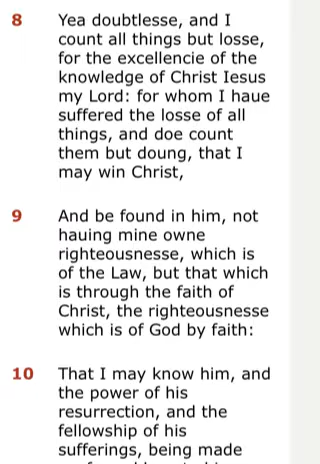 8 Yea doubtlesse, and I
count all things but losse,
for the excellencie of the
knowledge of Christ Iesus
my Lord: for whom I haue
suffered the losse of all
things, and doe count
them but doung, that I
may win Christ,
9 And be found in him, not
hauing mine owne
righteousnesse, which is
of the Law, but that which
is through the faith of
Christ, the righteousnesse
which is of God by faith:
10 That I may know him, and
the power of his
resurrection, and the
fellowship of his
sufferings, being made